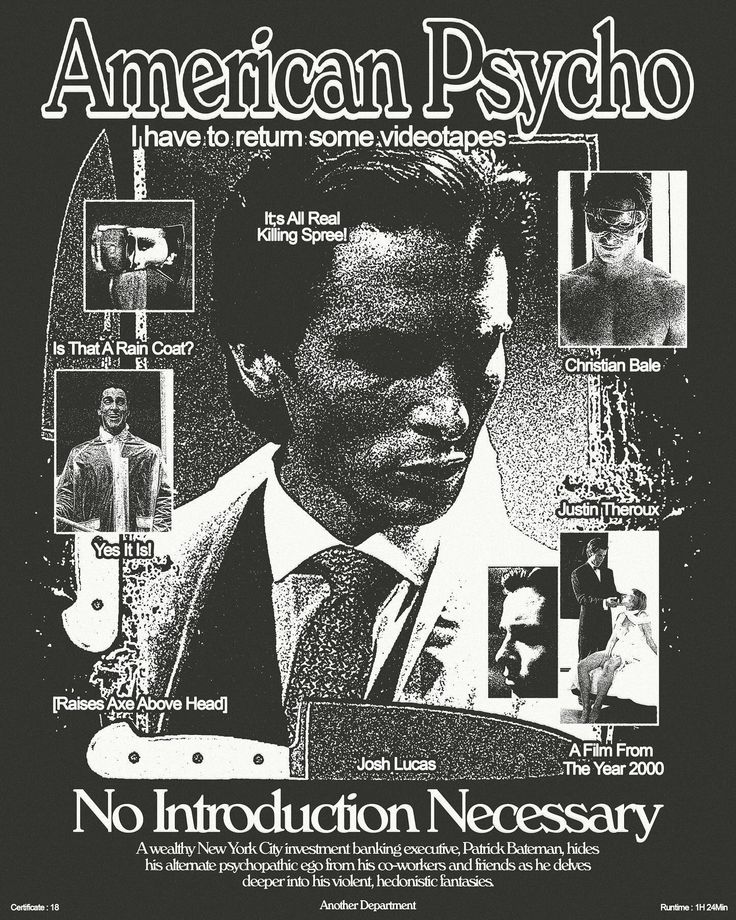 American Psycho
I have to return some videotapes
It;s All Real
Killing Spree!
Is That A Rain Coat?
Christian Bale
Justin Theroux
Yes It Is!
[Raises Axe Above Head]
Josh Lucas
A Film From
The Year 2000
No Introduction Necessary
A wealthy New York City investment banking executive, Patrick Bateman, hides
his alternate psychopathic ego from his co-workers and friends as he delves
deeper into his violent, hedonistic fantasies.
Another Department
Certificate : 18
Runtime : 1H 24Min